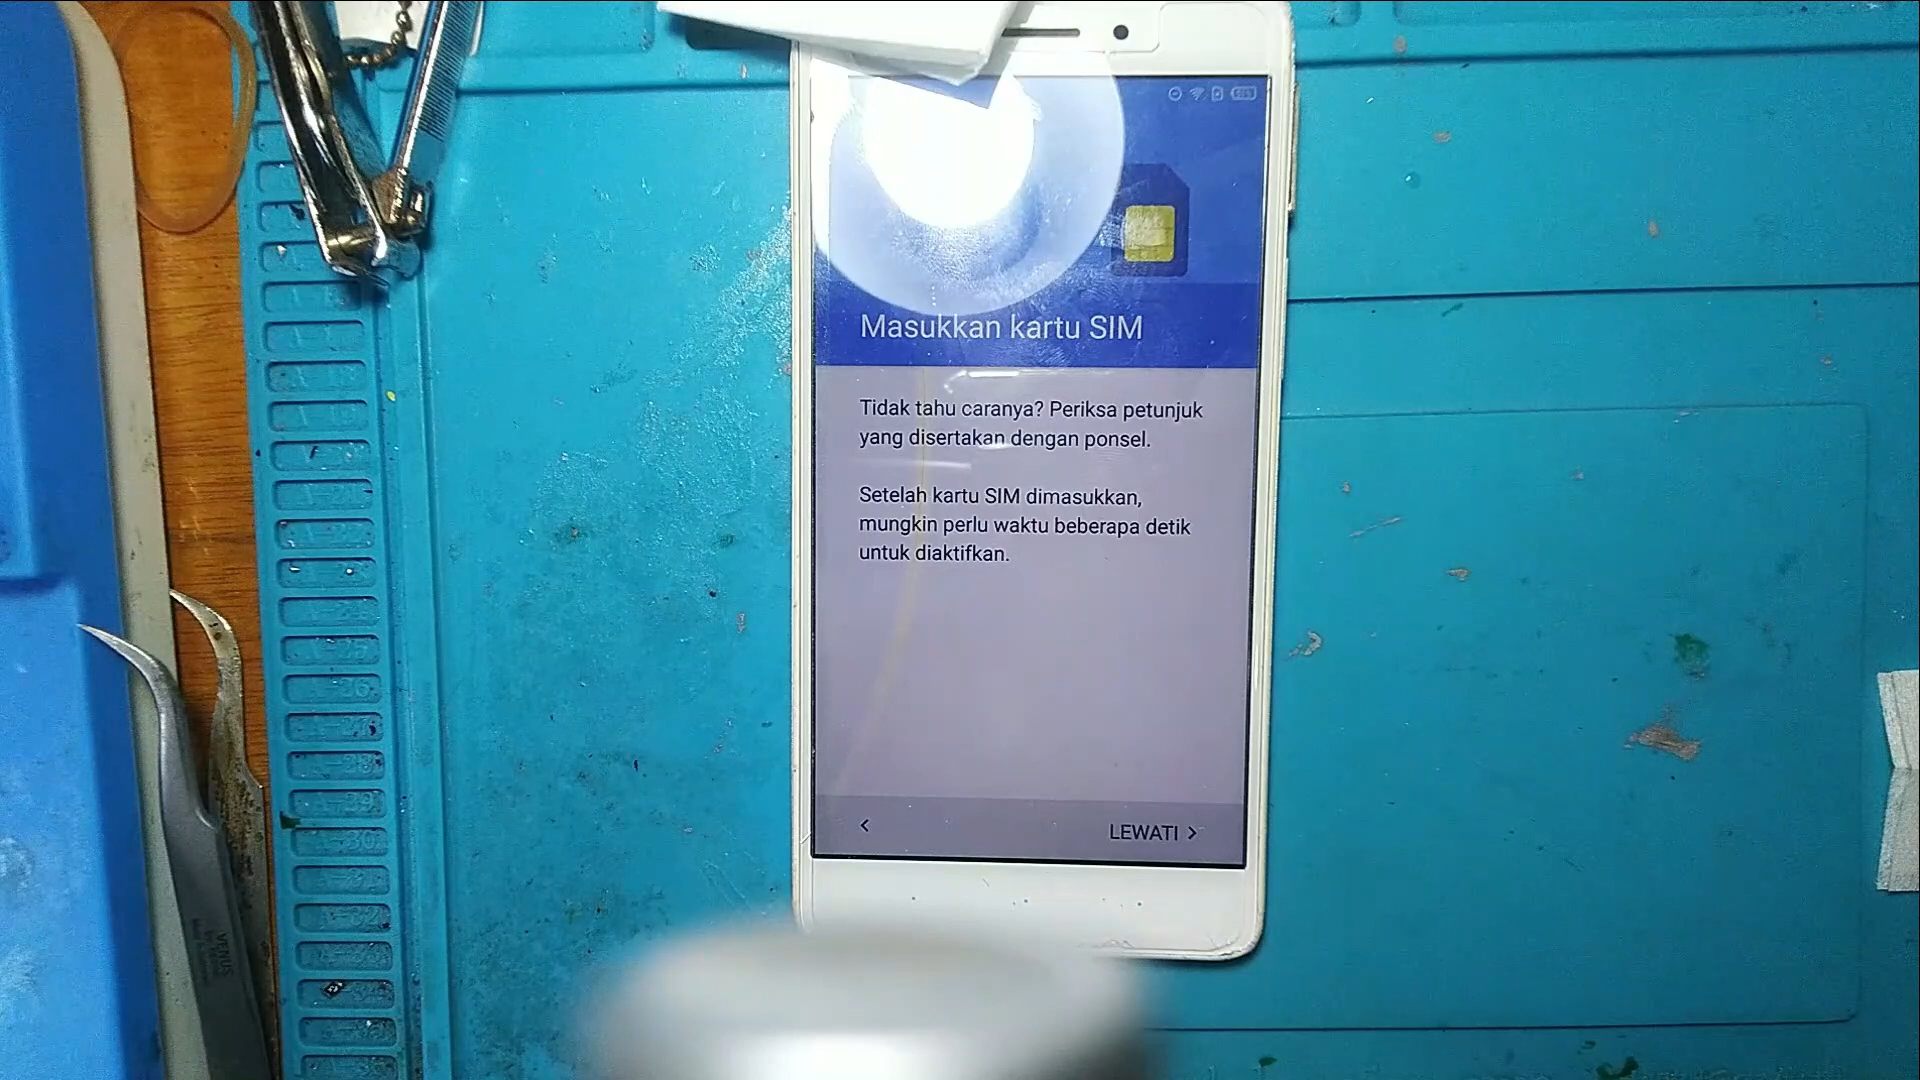 Masukkan kartu SIM
Tidak tahu caranya? Periksa petunjuk
yang disertakan dengan ponsel.
Setelah kartu SIM dimasukkan,
mungkin perlu waktu beberapa detik
untuk diaktifkan.
LEWATI
VENUS